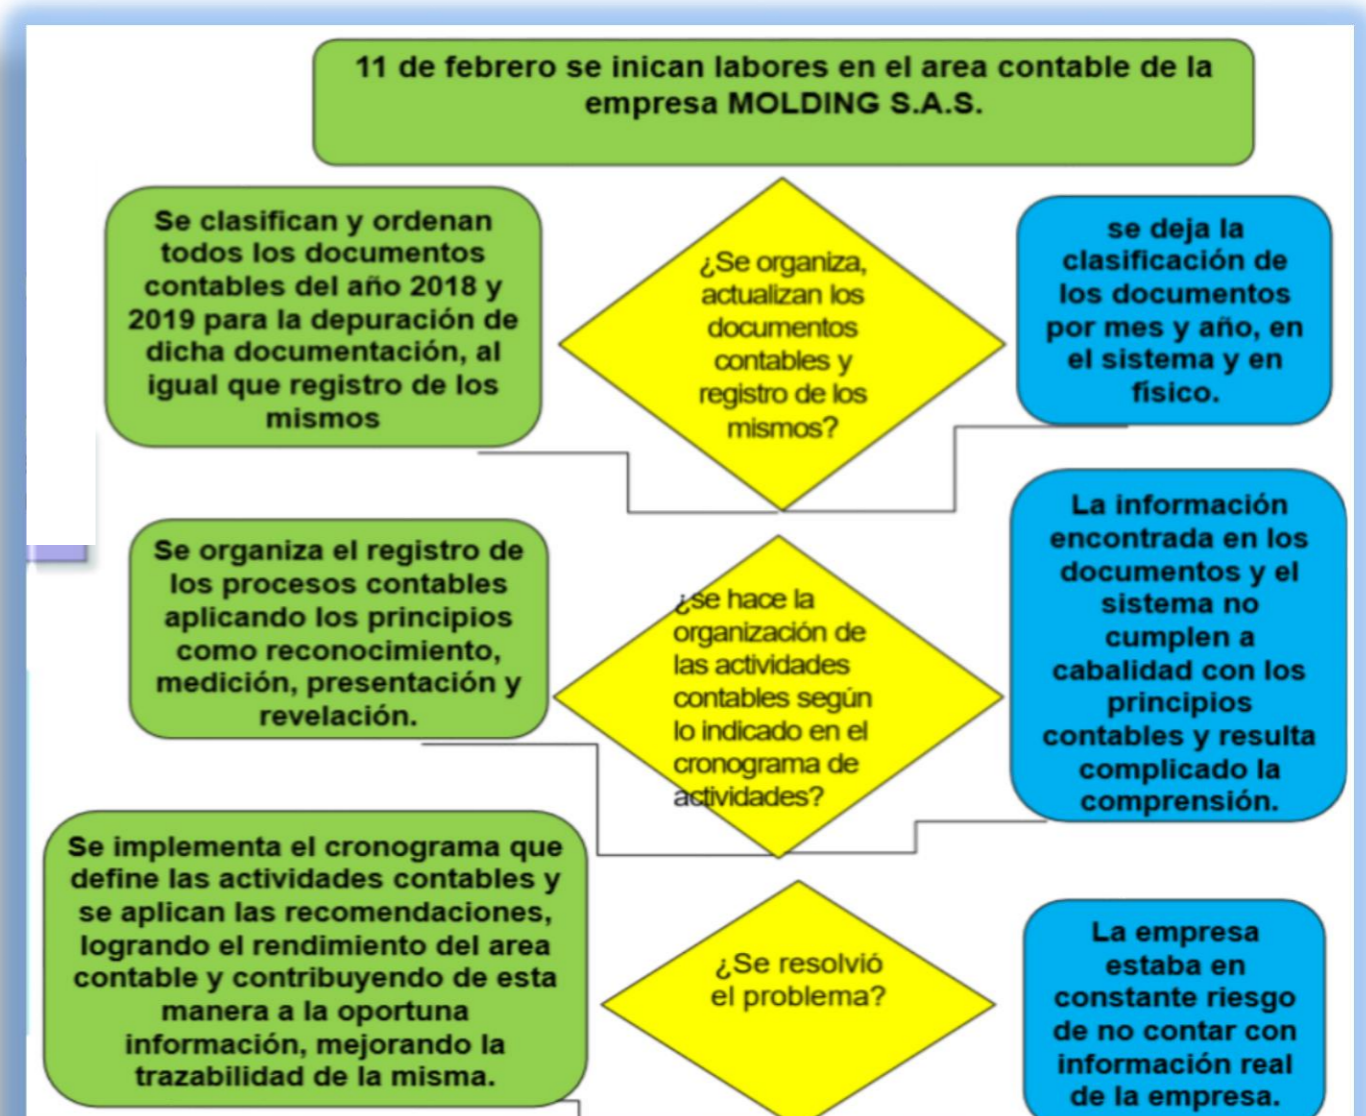 11 de febrero se inican labores en el area contable de la
empresa MOLDING S.A.S.
Se clasifican y ordenan
todos los documentos
contables del año 2018 y
2019 para la depuración de
dicha documentación, al
igual que registro de los
mismos
¿Se organiza,
actualizan los
documentos
contables y
registro de los
mismos?
se deja la
clasificación de
los documentos
por mes y año, en
el sistema y en
físico.
Se organiza el registro de
los procesos contables
aplicando los principios
como reconocimiento,
medición, presentación y
revelación.
¿se hace la
organización de
las actividades
contables según
lo indicado en el
cronograma de
actividades?
La información
encontrada en los
documentos y el
sistema no
cumplen a
cabalidad con los
principios
contables y resulta
complicado la
comprensión.
Se implementa el cronograma que
define las actividades contables y
se aplican las recomendaciones,
logrando el rendimiento del area
contable y contribuyendo de esta
manera a la oportuna
información, mejorando la
trazabilidad de la misma.
¿Se resolvió
el problema?
La empresa
estaba en
constante riesgo
de no contar con
información real
de la empresa.